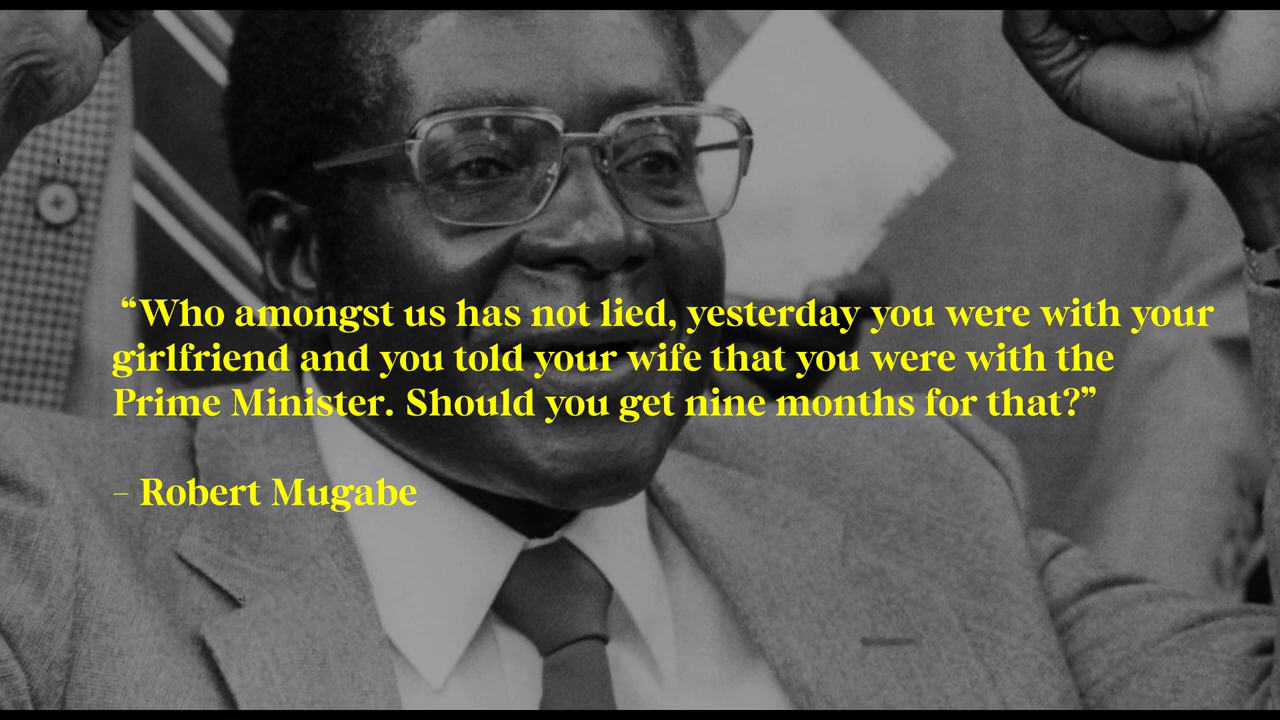 “Who amongst us has not lied, yesterday you were with your
girlfriend and you told your wife that you were with the
Prime Minister. Should you get nine months for that?”
– Robert Mugabe